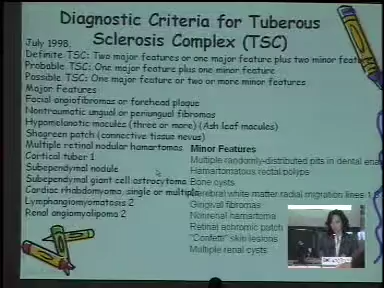 Diagnostic Criteria for Tuberous
Sclerosis Complex (TSC)
July 1998,
Definite TSC: Two major features or one major feature plus two minor features
Probable TSC: One major feature plus one minor feature
Possible TSC: One major feature or two or more minor features
Major Features
Facial angiofibromas or forehead plaque
Nontraumatic ungual or periungual fibromas
Hypomelanotic macules (three or more) (Ash leaf macules)
Shagreen patch (connective tissue nevus)
Multiple retinal nodular hamartomas
Cortical tuber 1
Subependymal nodule
Subependymal giant cell astrocytoma
Cardiac rhabdomyoma, single or multiple
Lymphangiomyomatosis 2
Renal angiomyolipoma 2
Minor Features
Multiple randomly-distributed pits in dental ena
Hamartomatous rectal polyps
Bone cysts
Cerebral white matter radial migration lines 1
Gingival fibromas
Nonrenal hamartoma
Retinal achromic patch
"Confetti" skin lesions
Multiple renal cysts